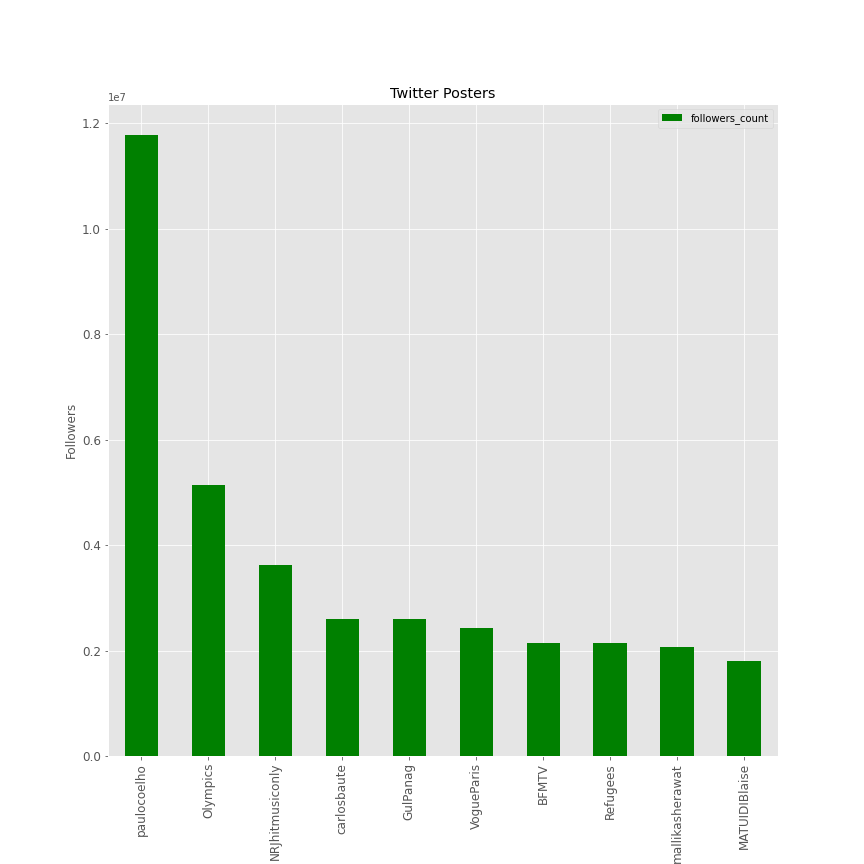 Twitter Posters
1e7
followers_count
1.2
1.0
0.8
0.6
0.4
0.2
0.0
Followers
paulocoelho
Olympics
NRJhitmusiconly
carlosbaute
GulPanag
VogueParis
BFMTV
Refugees
mallikasherawat
MATUIDIBlaise